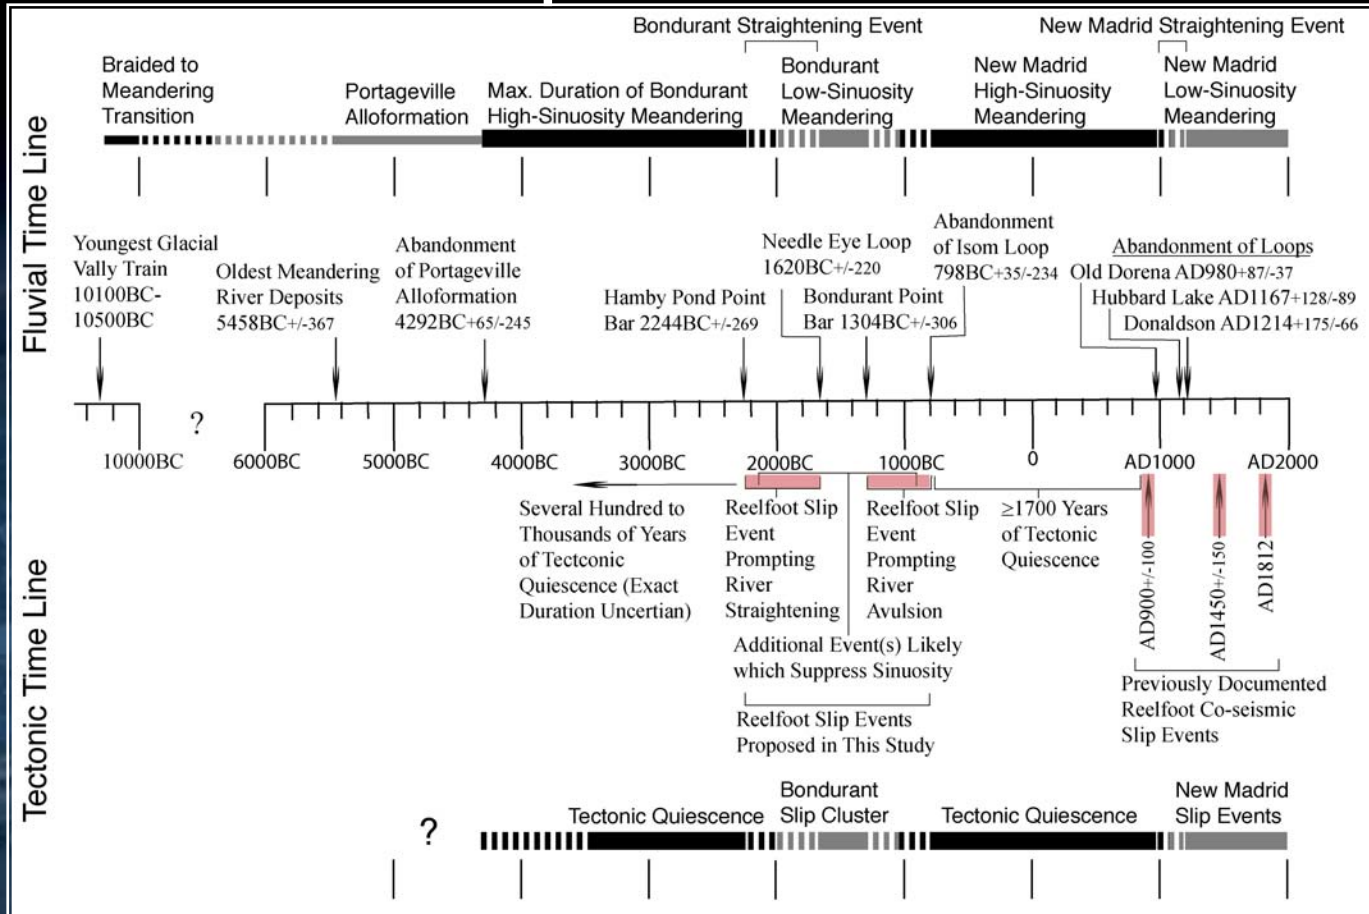 Bondurant Straightening Event
New Madrid Straightening Event
Braided to
Meandering
Transition
Portageville
Alloformation
Max. Duration of Bondurant
High-Sinuosity Meandering
Bondurant
Low-Sinuosity
Meandering
New Madrid
High-Sinuosity
Meandering
New Madrid
Low-Sinuosity
Meandering
Fluvial Time Line
Youngest Glacial
Vally Train
10100BC-
10500BC
Oldest Meandering
River Deposits
5458BC+/-367
Abandonment
of Portageville
Alloformation
4292BC+65/-245
Hamby Pond Point
Bar 2244BC+/-269
Needle Eye Loop
1620BC+/-220
Bondurant Point
Bar 1304BC+/-306
Abandonment
of Isom Loop
798BC+35/-234
Abandonment of Loops
Old Dorena AD980+87/-37
Hubbard Lake AD1167+128/-89
Donaldson AD1214+175/-66
?
10000BC
6000BC
5000BC
4000BC
3000BC
2000BC
1000BC
0
AD1000
AD2000
Tectonic Time Line
Several Hundred to
Thousands of Years
of Tectconic
Quiescence (Exact
Duration Uncertian)
Reelfoot Slip
Event
Prompting
River
Straightening
Reelfoot Slip
Event
Prompting
River
Avulsion
≥1700 Years
of Tectonic
Quiescence
AD900+/-100
AD1450+/-150
AD1812
Additional Event(s) Likely
which Suppress Sinuosity
Reelfoot Slip Events
Proposed in This Study
Previously Documented
Reelfoot Co-seismic
Slip Events
?
Tectonic Quiescence
Bondurant
Slip Cluster
Tectonic Quiescence
New Madrid
Slip Events